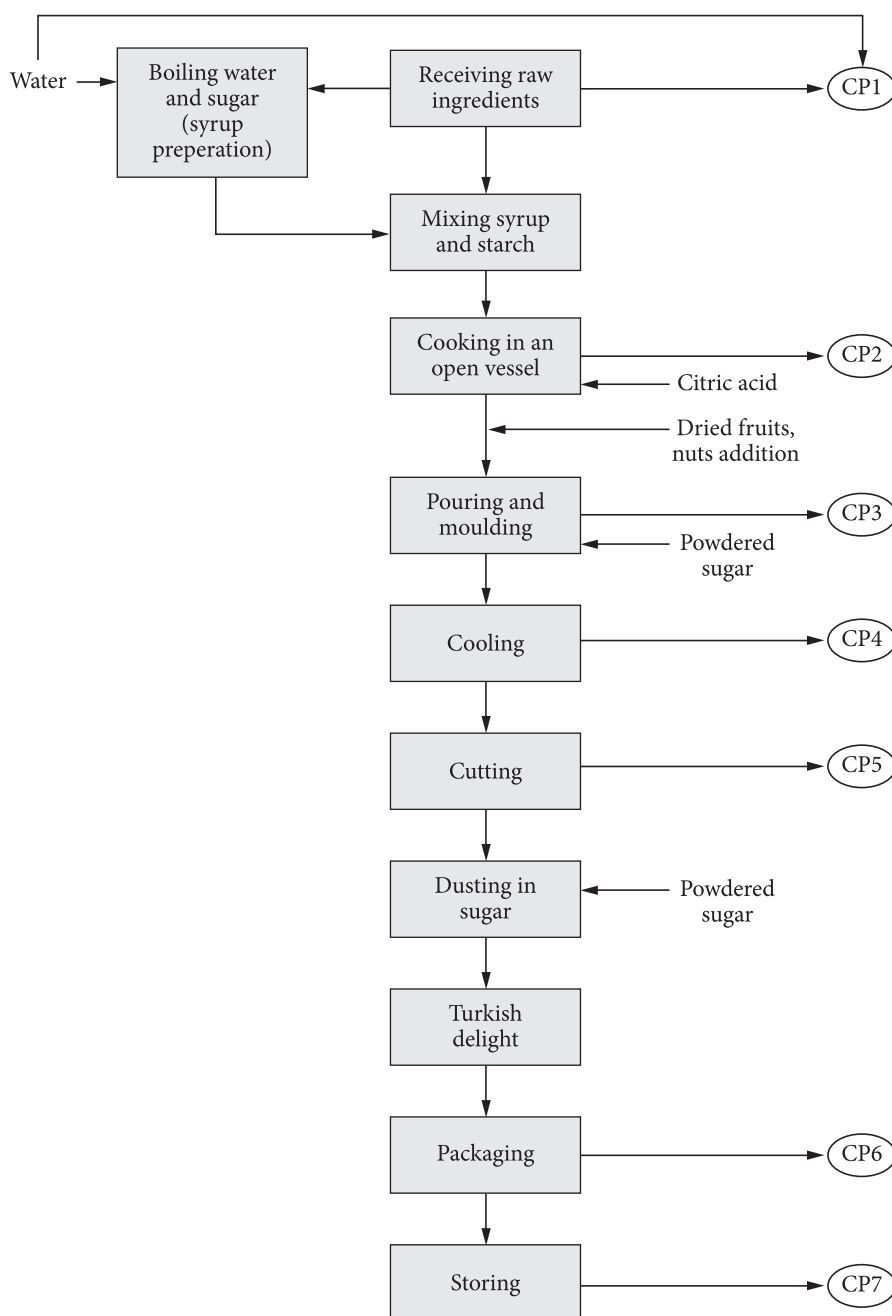 Water
Boiling water
and sugar
(syrup
preperation)
Receiving raw
ingredients
CP1
Mixing syrup
and starch
Cooking in an
open vessel
CP2
Citric acid
Dried fruits,
nuts addition
Pouring and
moulding
CP3
Powdered
sugar
Cooling
CP4
Cutting
CP5
Dusting in
sugar
Powdered
sugar
Turkish
delight
Packaging
CP6
Storing
CP7